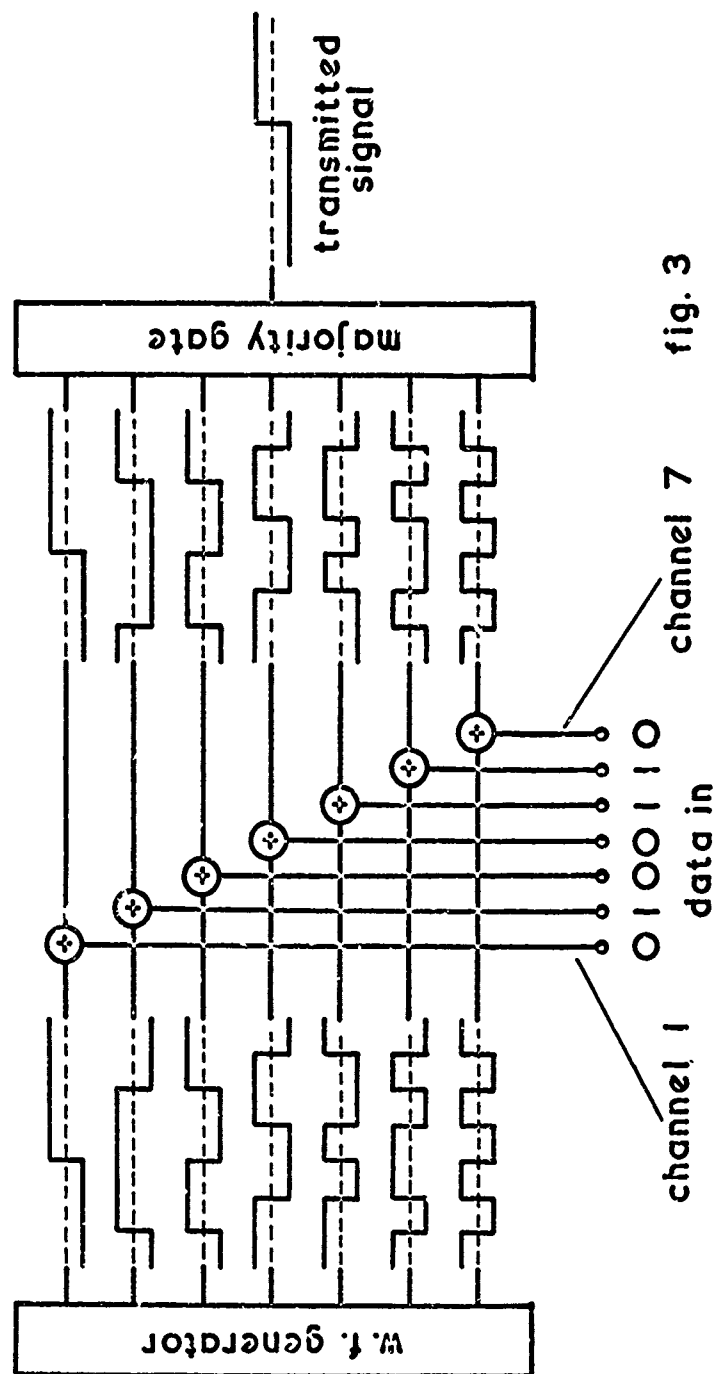 w.f. generator
majority gate
transmitted
signal
channel 1
channel 7
0 1 0 0 1 1 0
data in
fig. 3